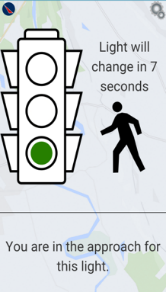 Light will
change in 7
seconds
You are in the approach for
this light.